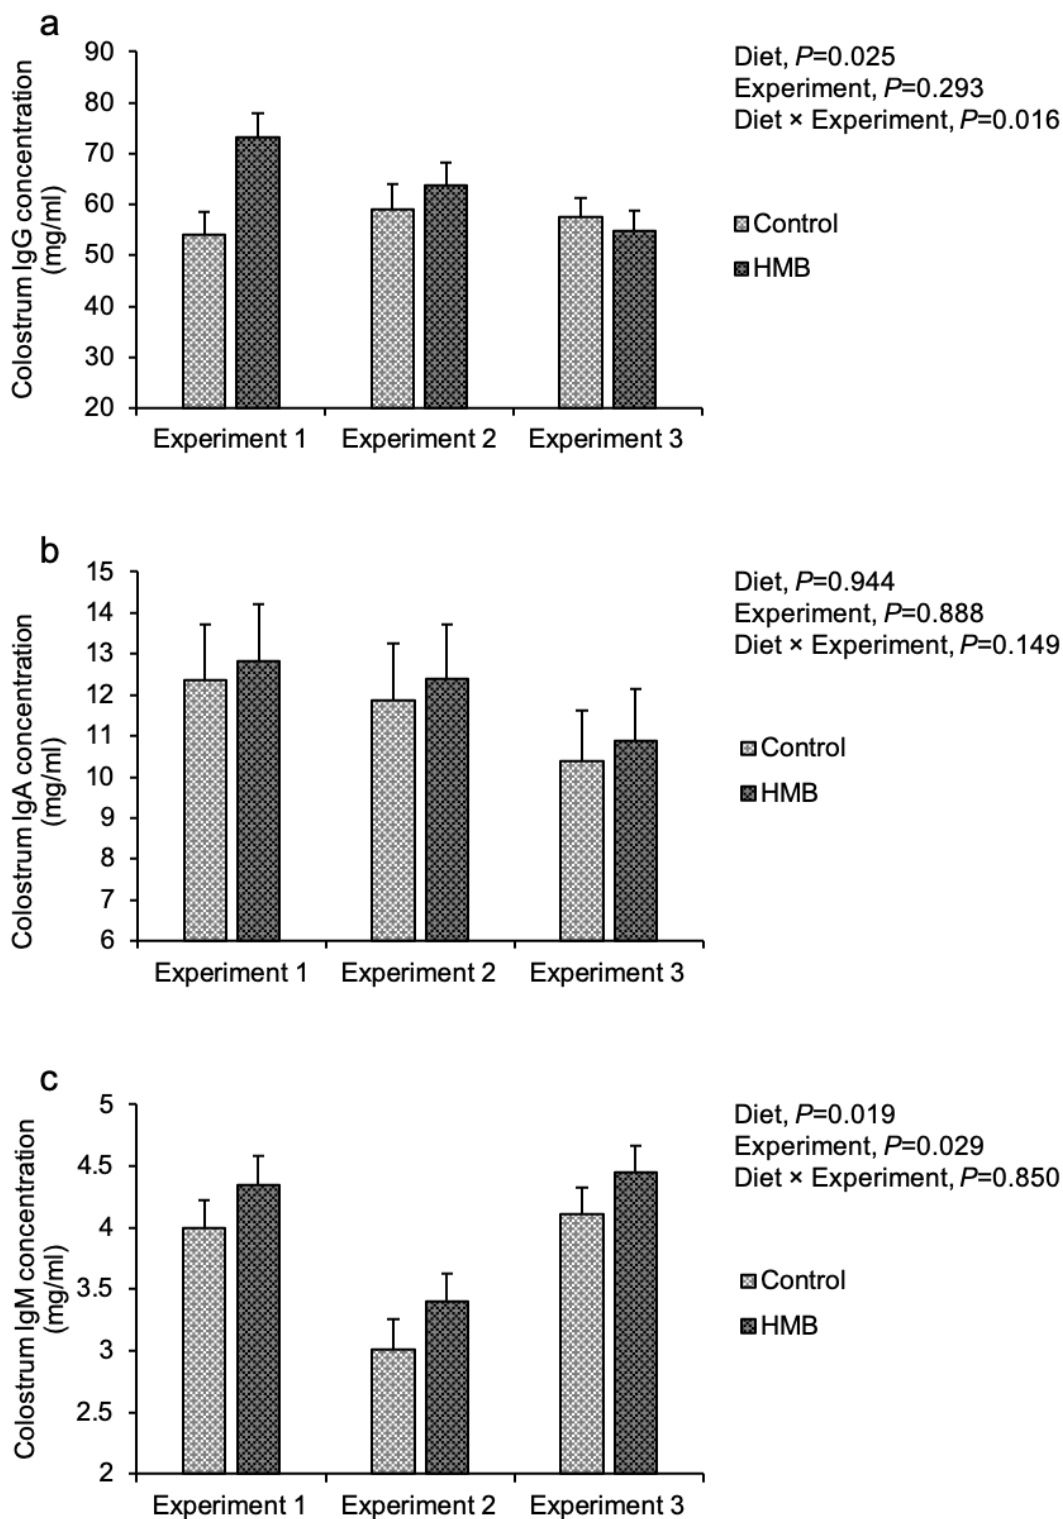 a
Colostrum IgG concentration
(mg/ml)
90
80
70
60
50
40
30
20
Experiment 1
Experiment 2
Experiment 3
Diet, P=0.025
Experiment, P=0.293
Diet × Experiment, P=0.016
Control
HMB
b
Colostrum IgA concentration
(mg/ml)
15
14
13
12
11
10
9
8
7
6
Experiment 1
Experiment 2
Experiment 3
Diet, P=0.944
Experiment, P=0.888
Diet × Experiment, P=0.149
Control
HMB
c
Colostrum IgM concentration
(mg/ml)
5
4.5
4
3.5
3
2.5
2
Experiment 1
Experiment 2
Experiment 3
Diet, P=0.019
Experiment, P=0.029
Diet × Experiment, P=0.850
Control
HMB